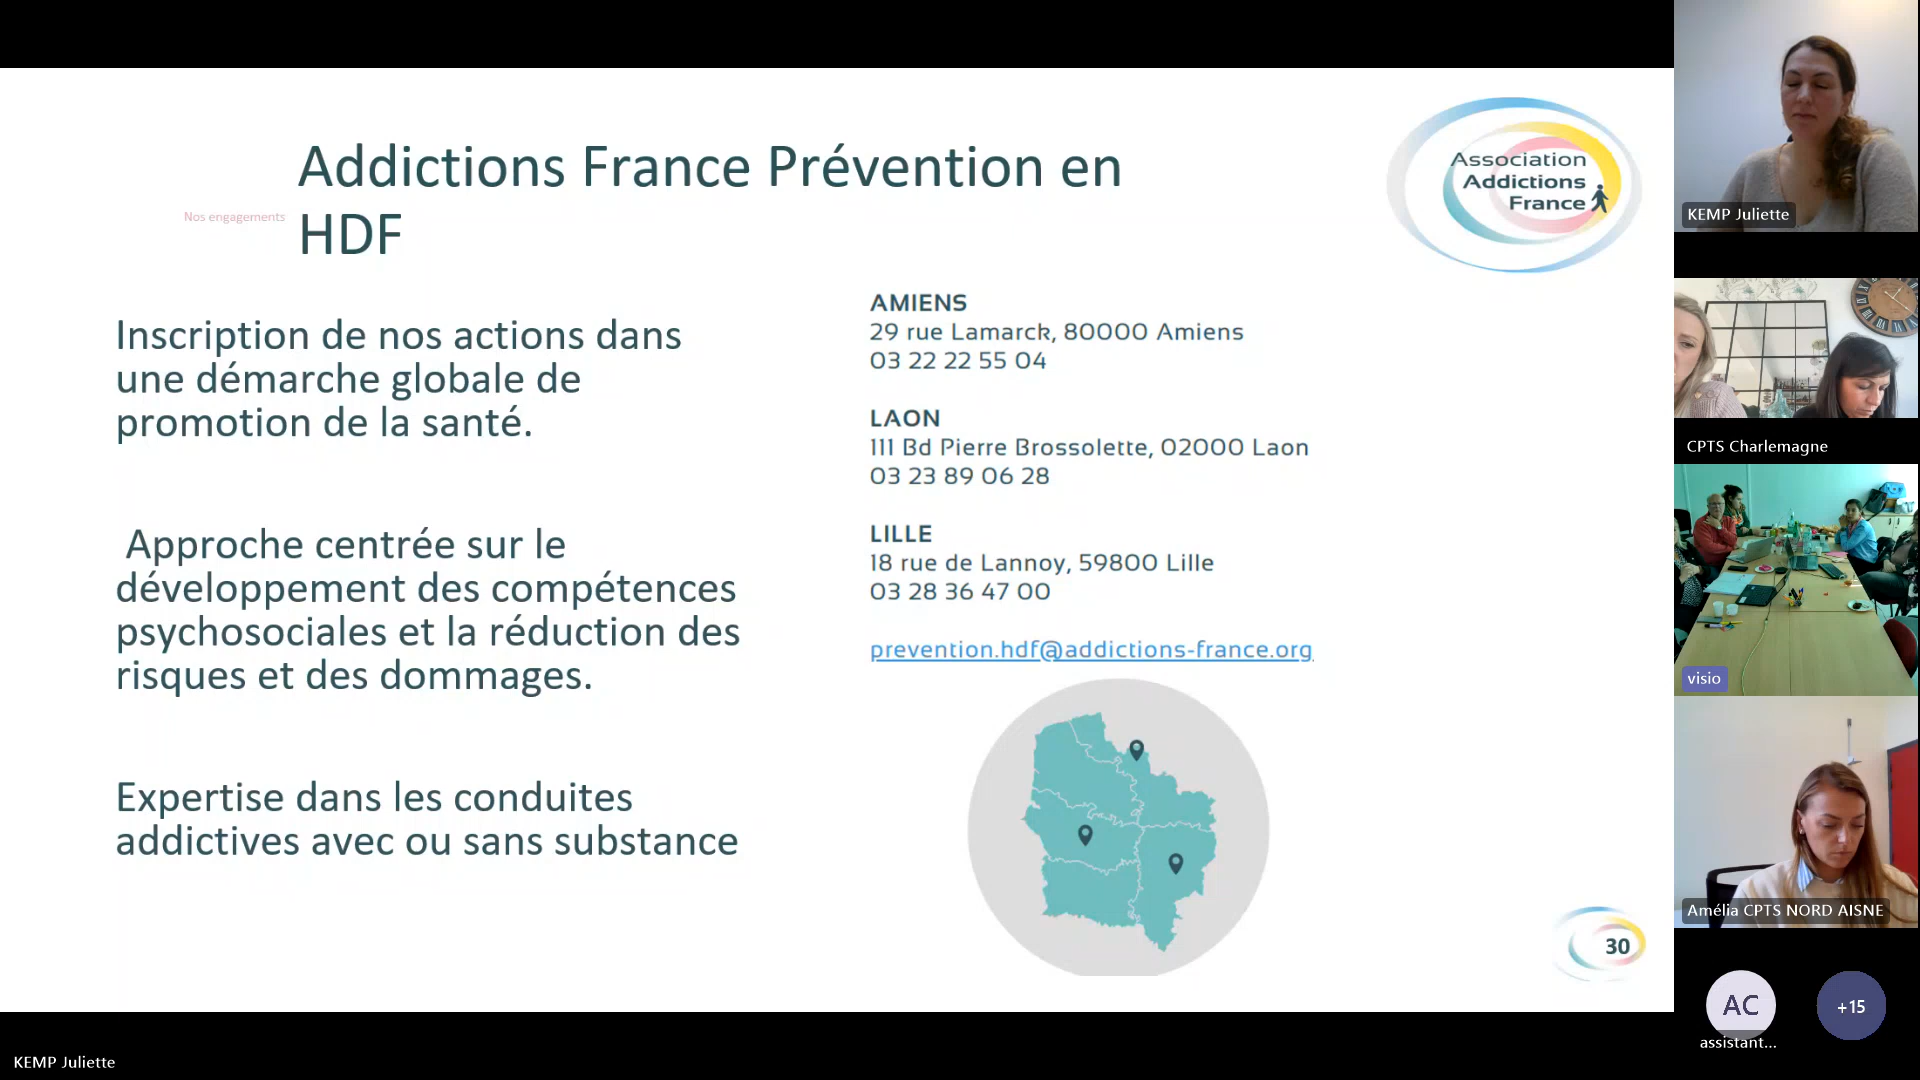 Addictions France Prévention en
HDF
Nos engagements
Association
Addictions
France
Inscription de nos actions dans
une démarche globale de
promotion de la santé.
Approche centrée sur le
développement des compétences
psychosociales et la réduction des
risques et des dommages.
Expertise dans les conduites
addictives avec ou sans substance
AMIENS
29 rue Lamarck, 80000 Amiens
03 22 22 55 04
LAON
111 Bd Pierre Brossolette, 02000 Laon
03 23 89 06 28
LILLE
18 rue de Lannoy, 59800 Lille
03 28 36 47 00
prevention.hdf@addictions-france.org
30
KEMP Juliette
KEMP Juliette
CPTS Charlemagne
visio
Amélia CPTS NORD AISNE
AC
assistant...
+15